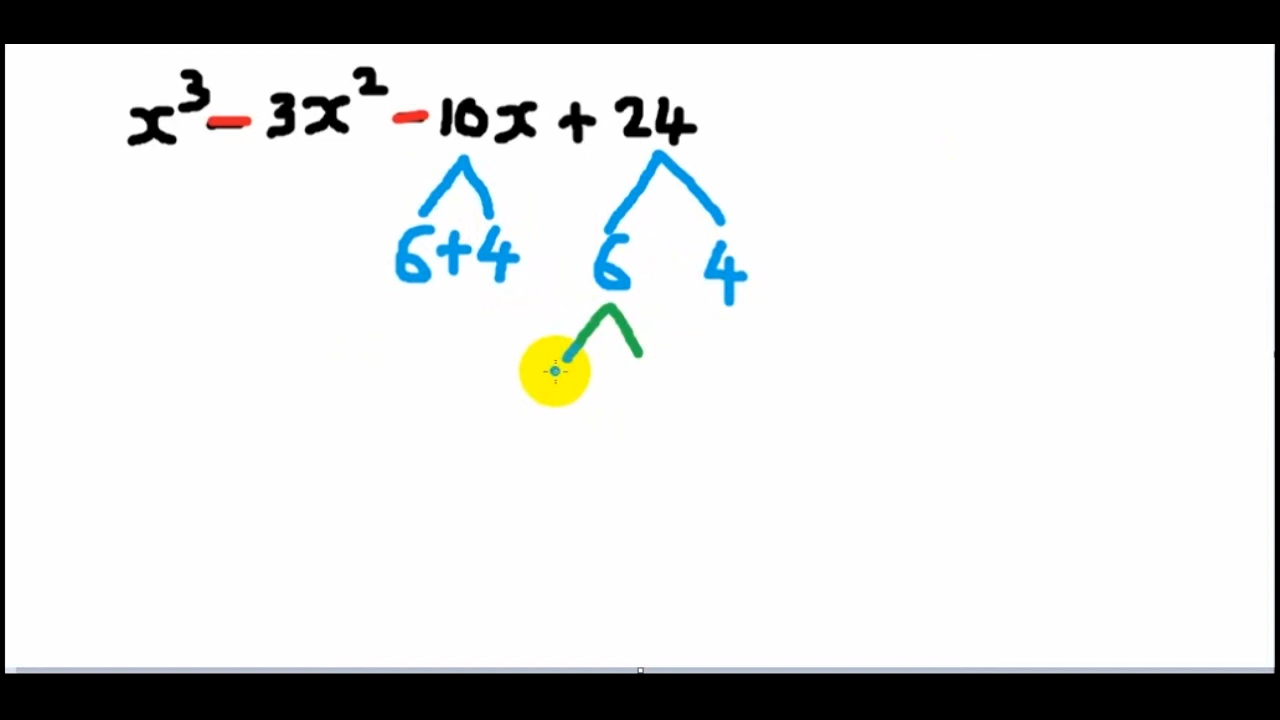 x³ - 3x² - 10x + 24
6+4 6 4